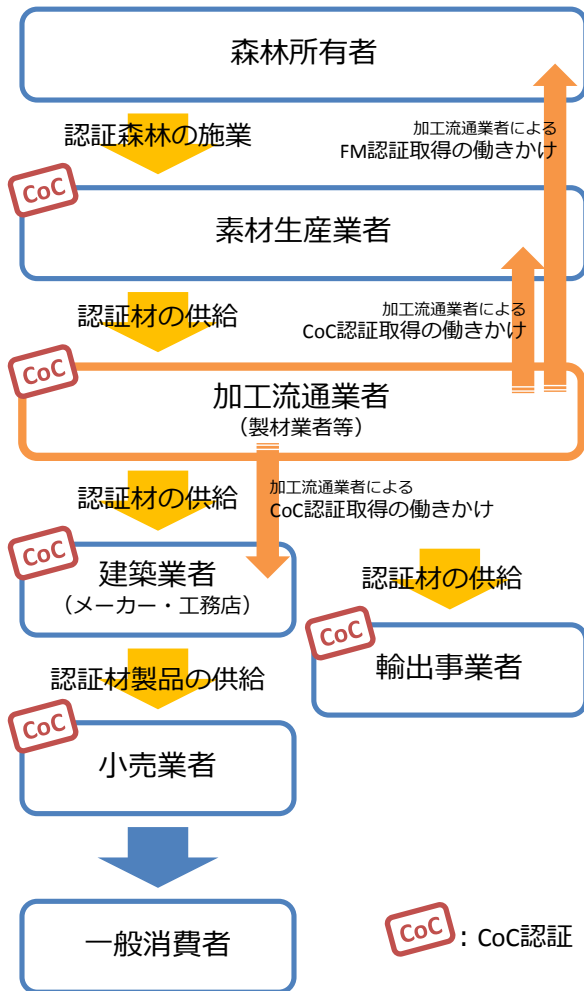 森林所有者
加工流通業者による
FM認証取得の働きかけ
認証森林の施業
CoC
素材生産業者
加工流通業者による
CoC認証取得の働きかけ
認証材の供給
CoC
加工流通業者
（製材業者等）
加工流通業者による
CoC認証取得の働きかけ
認証材の供給
CoC
建築業者
（メーカー・工務店）
認証材の供給
CoC
輸出事業者
認証材製品の供給
CoC
小売業者
一般消費者
CoC：CoC認証